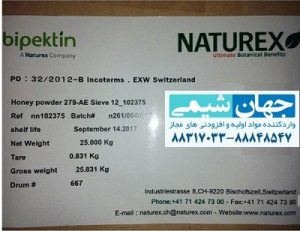 bipektin
A Naturex Company
NATUREX
Ultimate Botanical Benefits
PO : 32/2012-B Incoterms . EXW Switzerland
Honey powder 279-AE Sieve 12_102375
Ref nn102375 Batch#
shelf life September 14.2017
Net Weight 25.000 Kg
Tare 0.831 Kg
Gross weight 25.831 Kg
Drum # 667
جهان شیمی
واردکننده مواد اولیه و افزودنی های مجاز
۸۸۳۱۷۰۳۳-۸۸۸۴۸۵۴۷
Industriestrasse 8,CH-9220 Bischofszell,Switzerland
Phone:+41 71 424 73 00
Fax:+41 71 424 73 90
E-mail : naturex.ch@naturex.com - Website:www.naturex.com